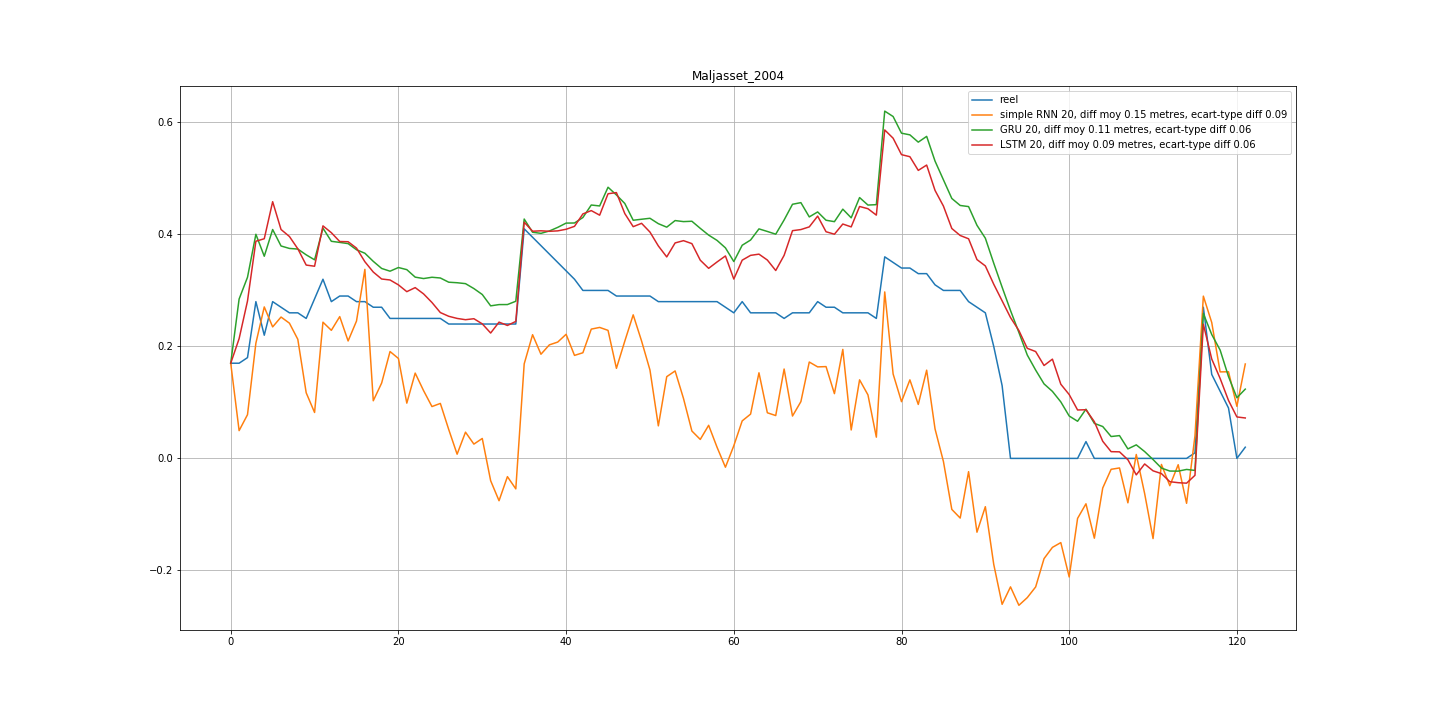 Maljasset_2004
reel
simple RNN 20, diff moy 0.15 metres, ecart-type diff 0.09
GRU 20, diff moy 0.11 metres, ecart-type diff 0.06
LSTM 20, diff moy 0.09 metres, ecart-type diff 0.06
0.6
0.4
0.2
0.0
−0.2
0 20 40 60 80 100 120